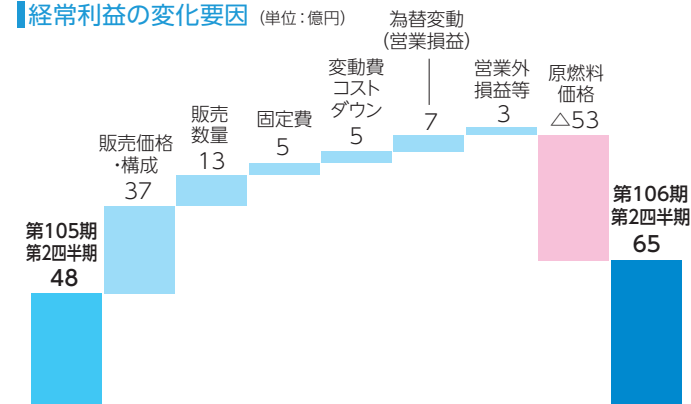 経常利益の変化要因 (単位:億円)
第105期
第2四半期
48
販売価格
・構成
37
販売
数量
13
固定費
5
変動費
コスト
ダウン
5
為替変動
(営業損益)
7
営業外
損益等
3
原燃料
価格
△53
第106期
第2四半期
65